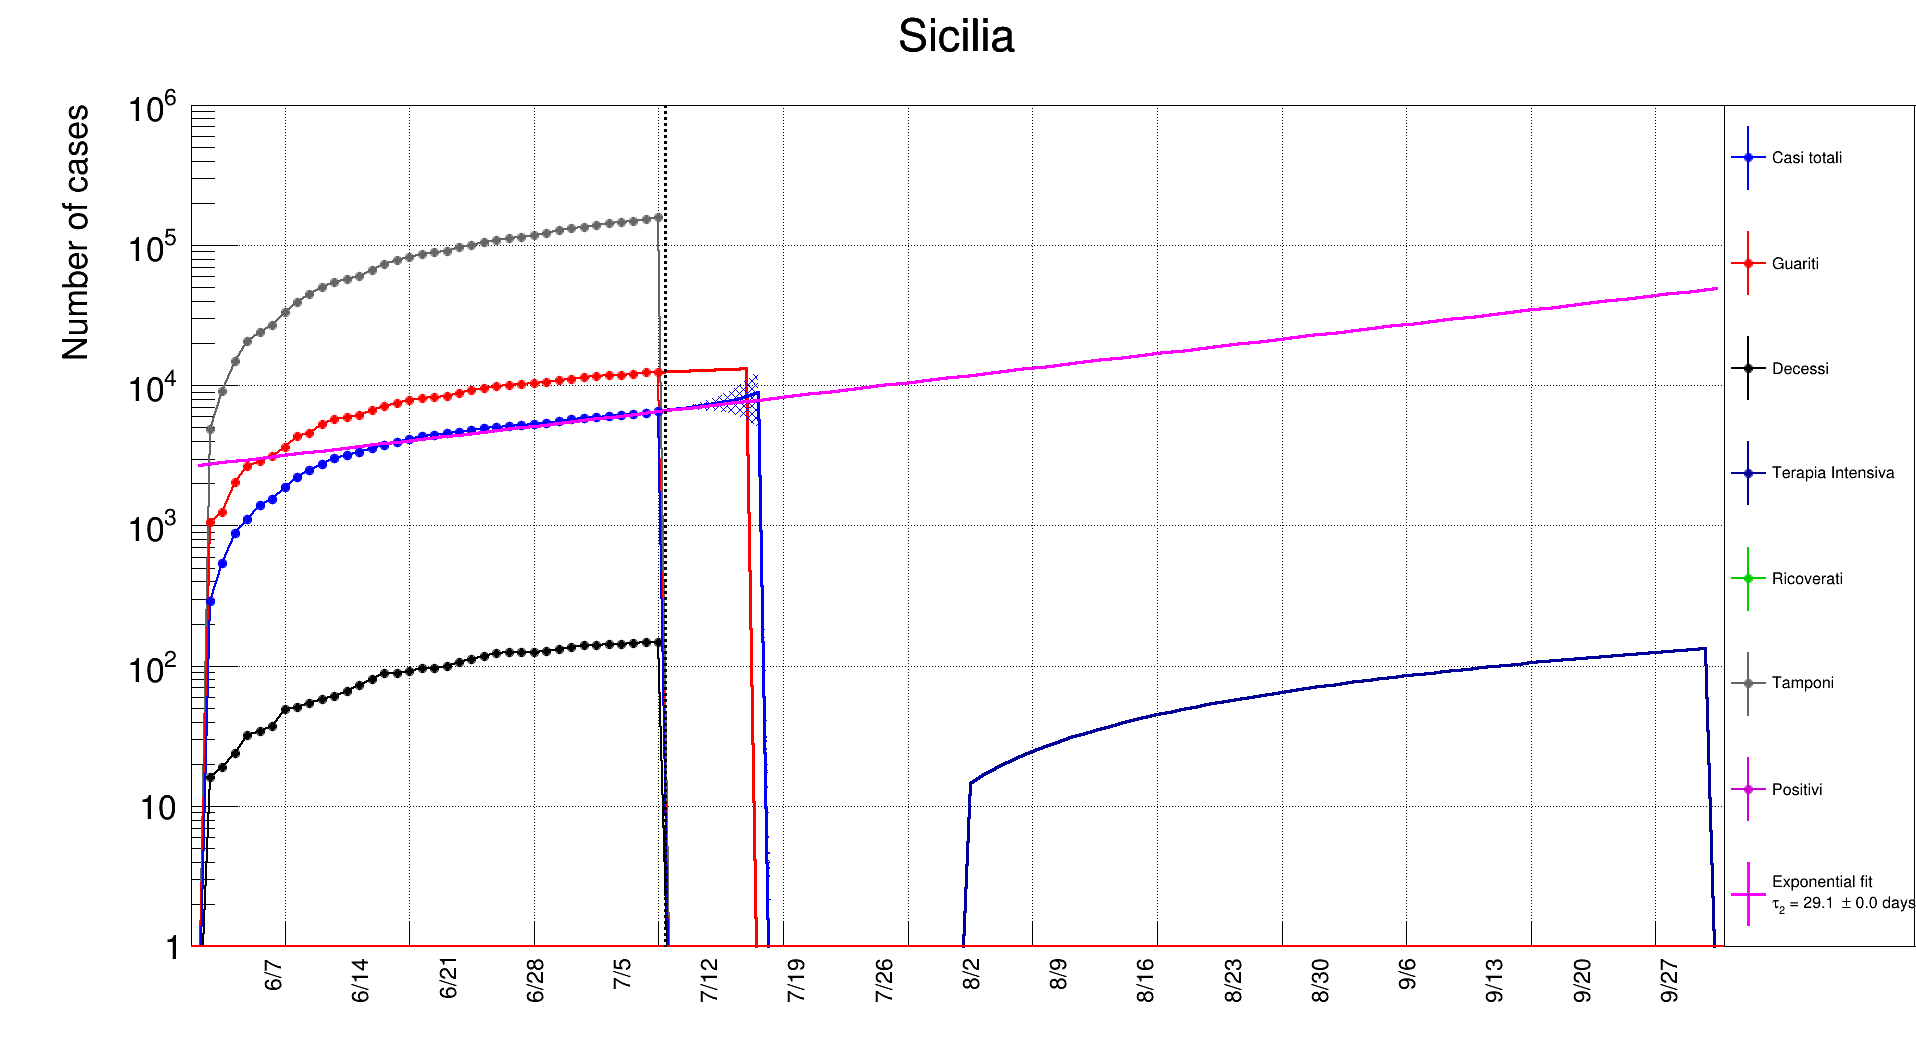 Sicilia
Number of cases
10^6
10^5
10^4
10^3
10^2
10
1
6/7
6/14
6/21
6/28
7/5
7/12
7/19
7/26
8/2
8/9
8/16
8/23
8/30
9/6
9/13
9/20
9/27
Casi totali
Guariti
Decessi
Terapia Intensiva
Ricoverati
Tamponi
Positivi
Exponential fit
τ_2 = 29.1 ± 0.0 days